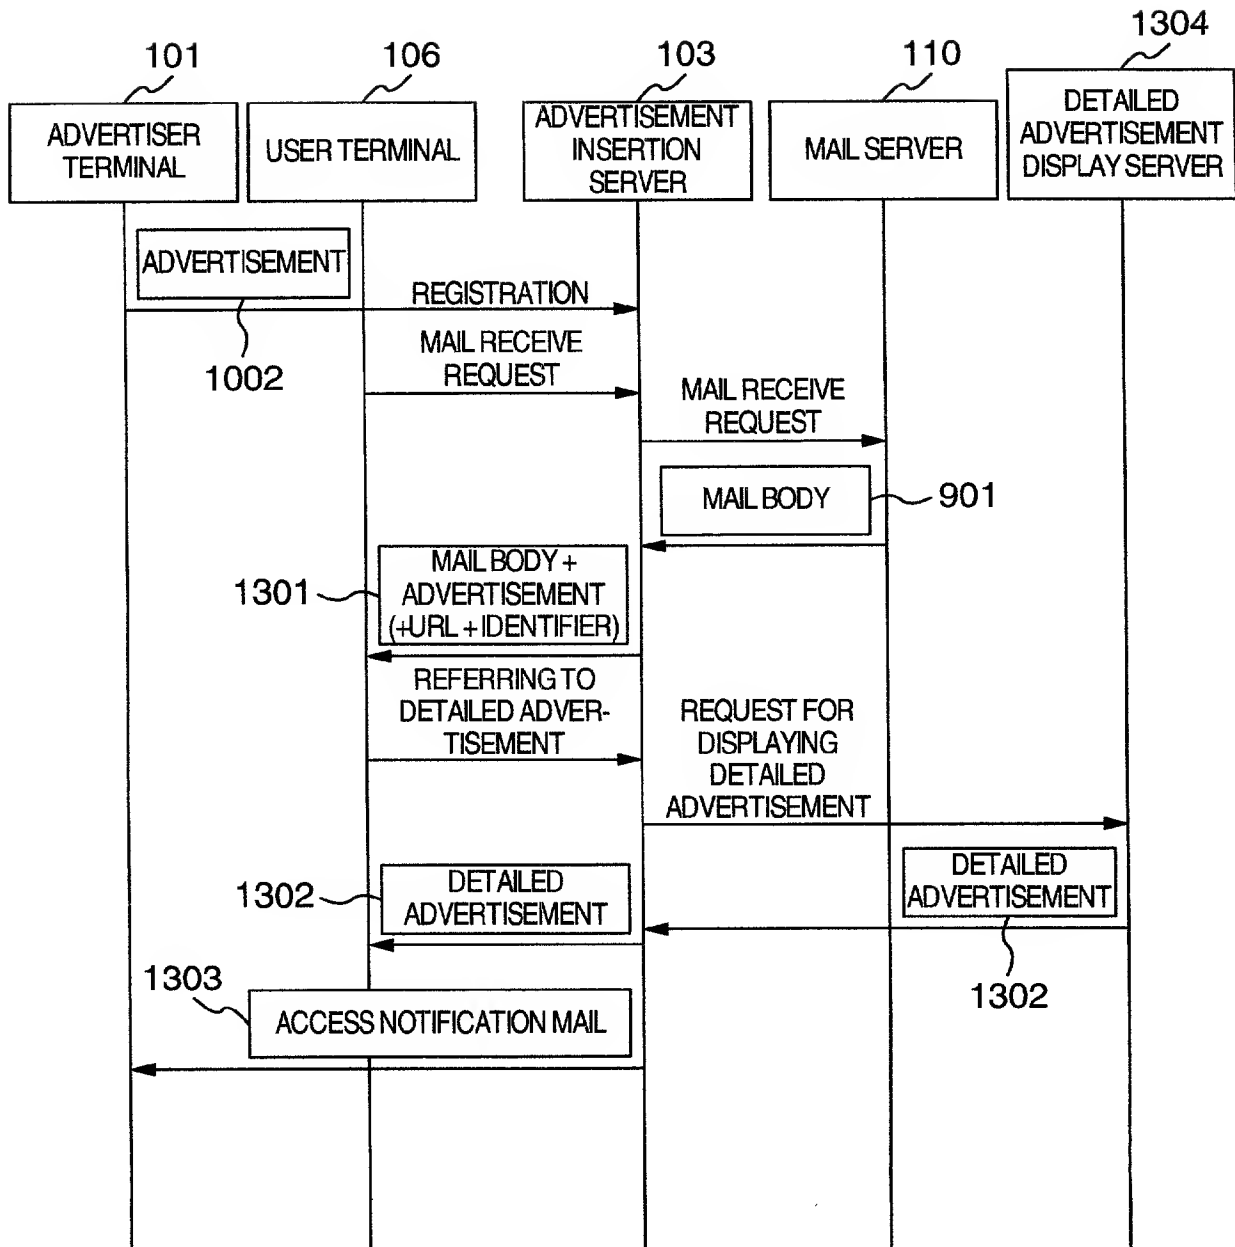 101
106
103
110
1304
ADVERTISER
TERMINAL
USER TERMINAL
ADVERTISEMENT
INSERTION
SERVER
MAIL SERVER
DETAILED
ADVERTISEMENT
DISPLAY SERVER
ADVERTISEMENT
1002
REGISTRATION
MAIL RECEIVE
REQUEST
MAIL RECEIVE
REQUEST
MAIL BODY
901
1301
MAIL BODY +
ADVERTISEMENT
(+URL + IDENTIFIER)
REFERRING TO
DETAILED ADVER-
TISEMENT
REQUEST FOR
DISPLAYING
DETAILED
ADVERTISEMENT
DETAILED
ADVERTISEMENT
1302
1302
DETAILED
ADVERTISEMENT
1303
ACCESS NOTIFICATION MAIL